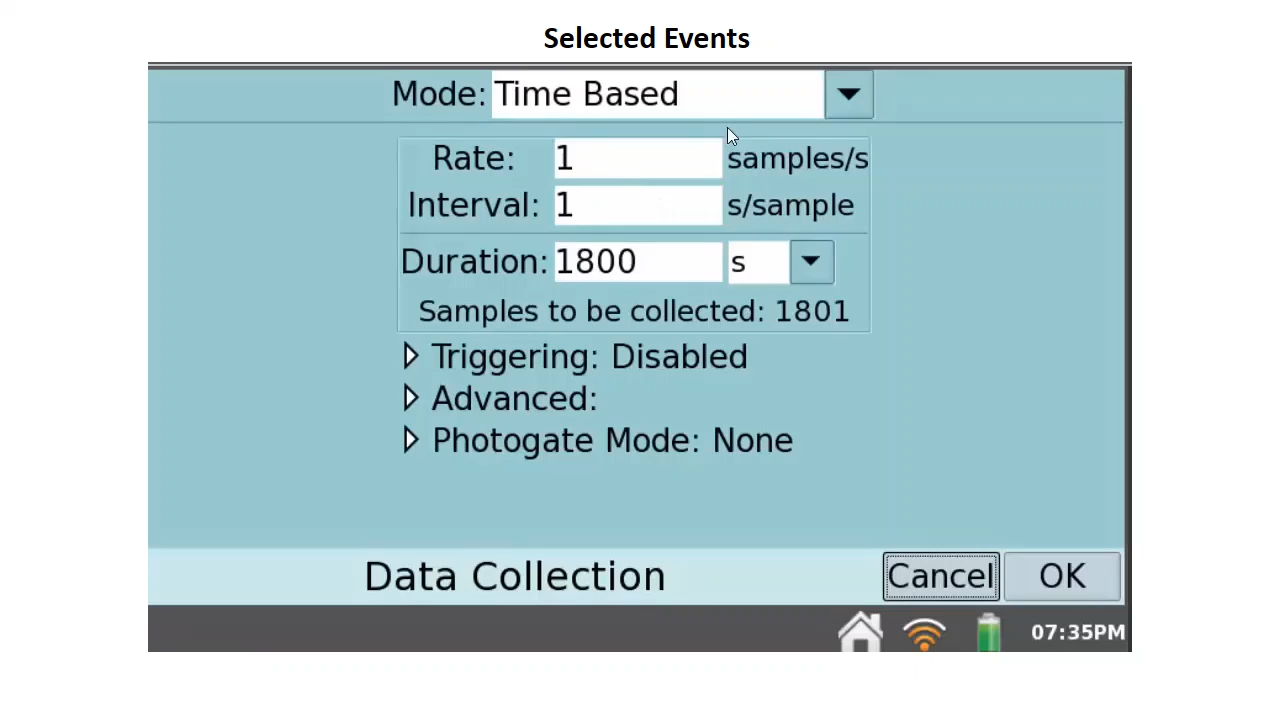 Selected Events
Mode: Time Based
Rate: 1 samples/s
Interval: 1 s/sample
Duration: 1800 s
Samples to be collected: 1801
Triggering: Disabled
Advanced:
Photogate Mode: None
Data Collection Cancel OK
07:35PM